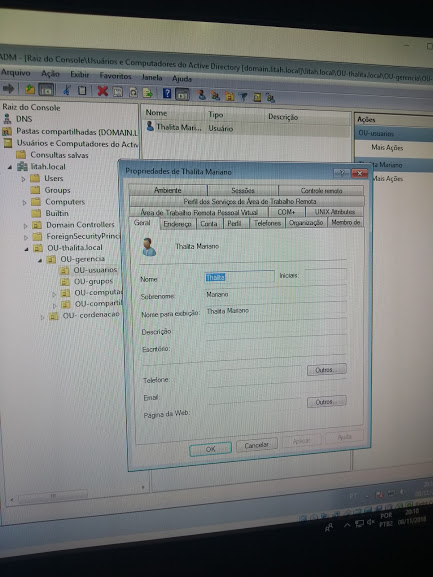 ADM - [Raiz do Console\Usuários e Computadores do Active Directory [domain.litah.local]\litah.local\OU-thalita.local\OU-gerencia\OU-
Arquivo Ação Exibir Favoritos Janela Ajuda
Raiz do Console
DNS
Pastas compartilhadas (DOMAIN.L
Usuários e Computadores do Activ
Consultas salvas
litah.local
Users
Groups
Computers
Builtin
Domain Controllers
ForeignSecurityPrincip
OU-thalita.local
OU-gerencia
OU-usuarios
OU-grupos
OU-computa
OU-comparti
OU- cordenacao
Nome Tipo Descrição
Thalita Mari... Usuário
Ações
OU-usuarios
Mais Ações
Mariano
Mais Ações
Propriedades de Thalita Mariano
Ambiente Sessões Controle remoto
Perfil dos Serviços de Área de Trabalho Remota
Área de Trabalho Remota Pessoal Virtual COM+ UNIX Attributes
Geral Endereço Conta Perfil Telefones Organização Membro de
Thalita Mariano
Nome: Thalita Iniciais:
Sobrenome: Mariano
Nome para exibição: Thalita Mariano
Descrição:
Escritório:
Telefone: Outros...
Email:
Página da Web: Outros...
OK Cancelar Aplicar Ajuda
POR 20:10
PTB2 09/11/2018